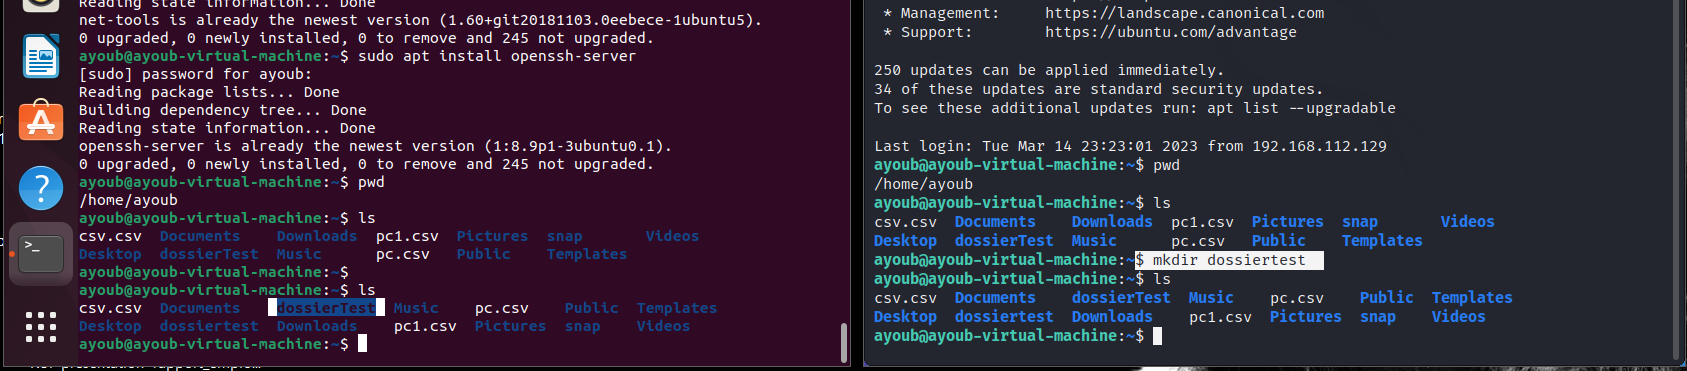 Reading state information... Done
net-tools is already the newest version (1.60+git20181103.0eebece-1ubuntu5).
0 upgraded, 0 newly installed, 0 to remove and 245 not upgraded.
ayoub@ayoub-virtual-machine:~$ sudo apt install openssh-server
[sudo] password for ayoub:
Reading package lists... Done
Building dependency tree... Done
Reading state information... Done
openssh-server is already the newest version (1:8.9p1-3ubuntu0.1).
0 upgraded, 0 newly installed, 0 to remove and 245 not upgraded.
ayoub@ayoub-virtual-machine:~$ pwd
/home/ayoub
ayoub@ayoub-virtual-machine:~$ ls
csv.csv Documents Downloads pc1.csv Pictures snap Videos
Desktop dossierTest Music pc.csv Public Templates
ayoub@ayoub-virtual-machine:~$
ayoub@ayoub-virtual-machine:~$ ls
csv.csv Documents dossierTest Music pc.csv Public Templates
Desktop dossiertest Downloads pc1.csv Pictures snap Videos
ayoub@ayoub-virtual-machine:~$
* Management: https://landscape.canonical.com
* Support: https://ubuntu.com/advantage
250 updates can be applied immediately.
34 of these updates are standard security updates.
To see these additional updates run: apt list --upgradable
Last login: Tue Mar 14 23:23:01 2023 from 192.168.112.129
ayoub@ayoub-virtual-machine:~$ pwd
/home/ayoub
ayoub@ayoub-virtual-machine:~$ ls
csv.csv Documents Downloads pc1.csv Pictures snap Videos
Desktop dossierTest Music pc.csv Public Templates
ayoub@ayoub-virtual-machine:~$ mkdir dossiertest
ayoub@ayoub-virtual-machine:~$ ls
csv.csv Documents dossierTest Music pc.csv Public Templates
Desktop dossiertest Downloads pc1.csv Pictures snap Videos
ayoub@ayoub-virtual-machine:~$